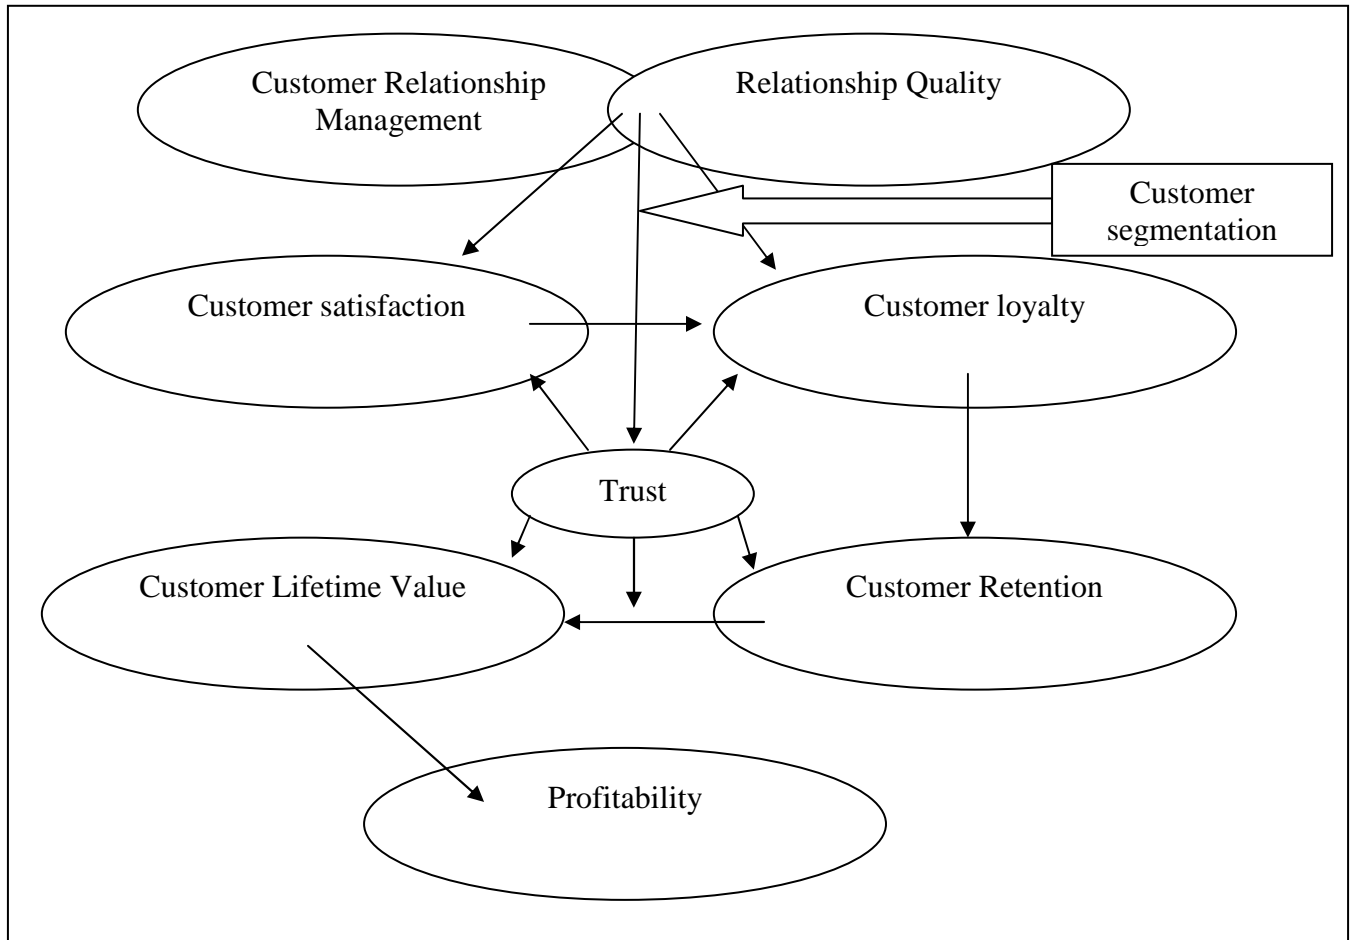 Customer Relationship
Management
Relationship Quality
Customer
segmentation
Customer satisfaction
Customer loyalty
Trust
Customer Lifetime Value
Customer Retention
Profitability